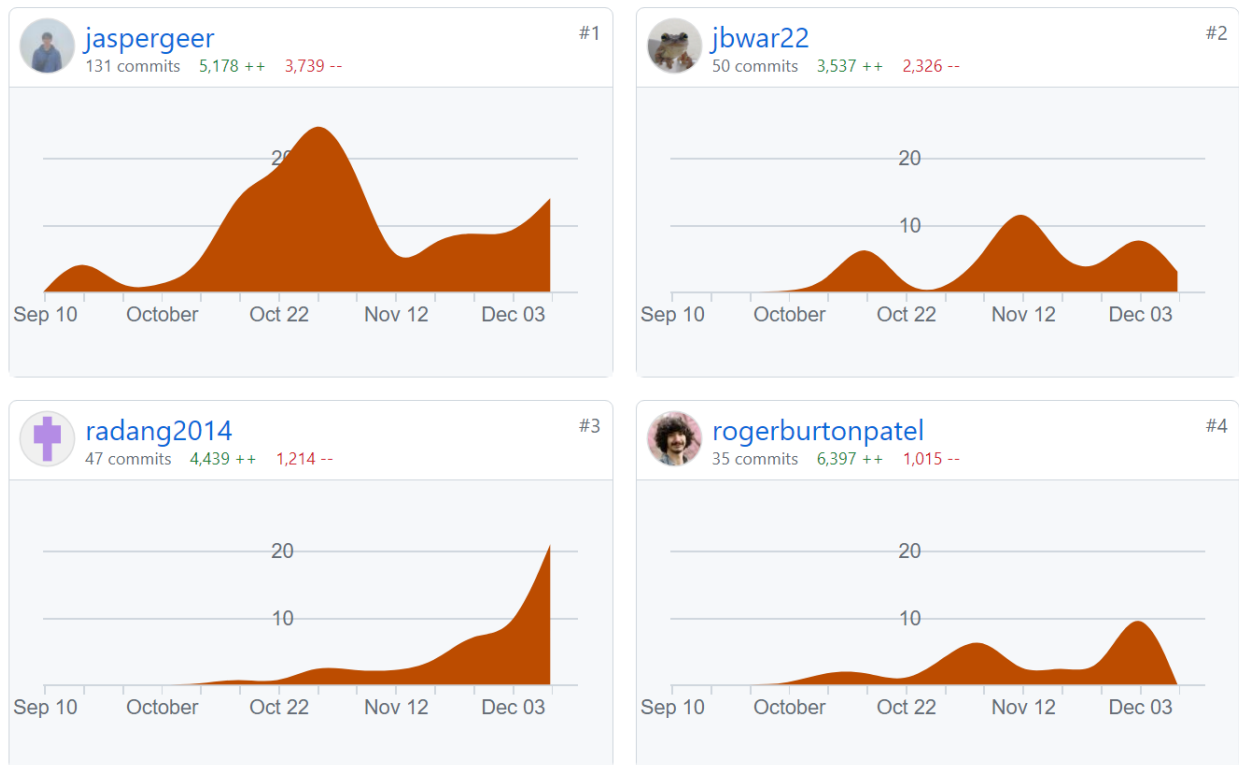 jaspergeer
#1
131 commits 5,178 ++ 3,739 --
20
Sep 10 October Oct 22 Nov 12 Dec 03
jbwar22
#2
50 commits 3,537 ++ 2,326 --
20
10
Sep 10 October Oct 22 Nov 12 Dec 03
radang2014
#3
47 commits 4,439 ++ 1,214 --
20
10
Sep 10 October Oct 22 Nov 12 Dec 03
rogerburtonpatel
#4
35 commits 6,397 ++ 1,015 --
20
10
Sep 10 October Oct 22 Nov 12 Dec 03